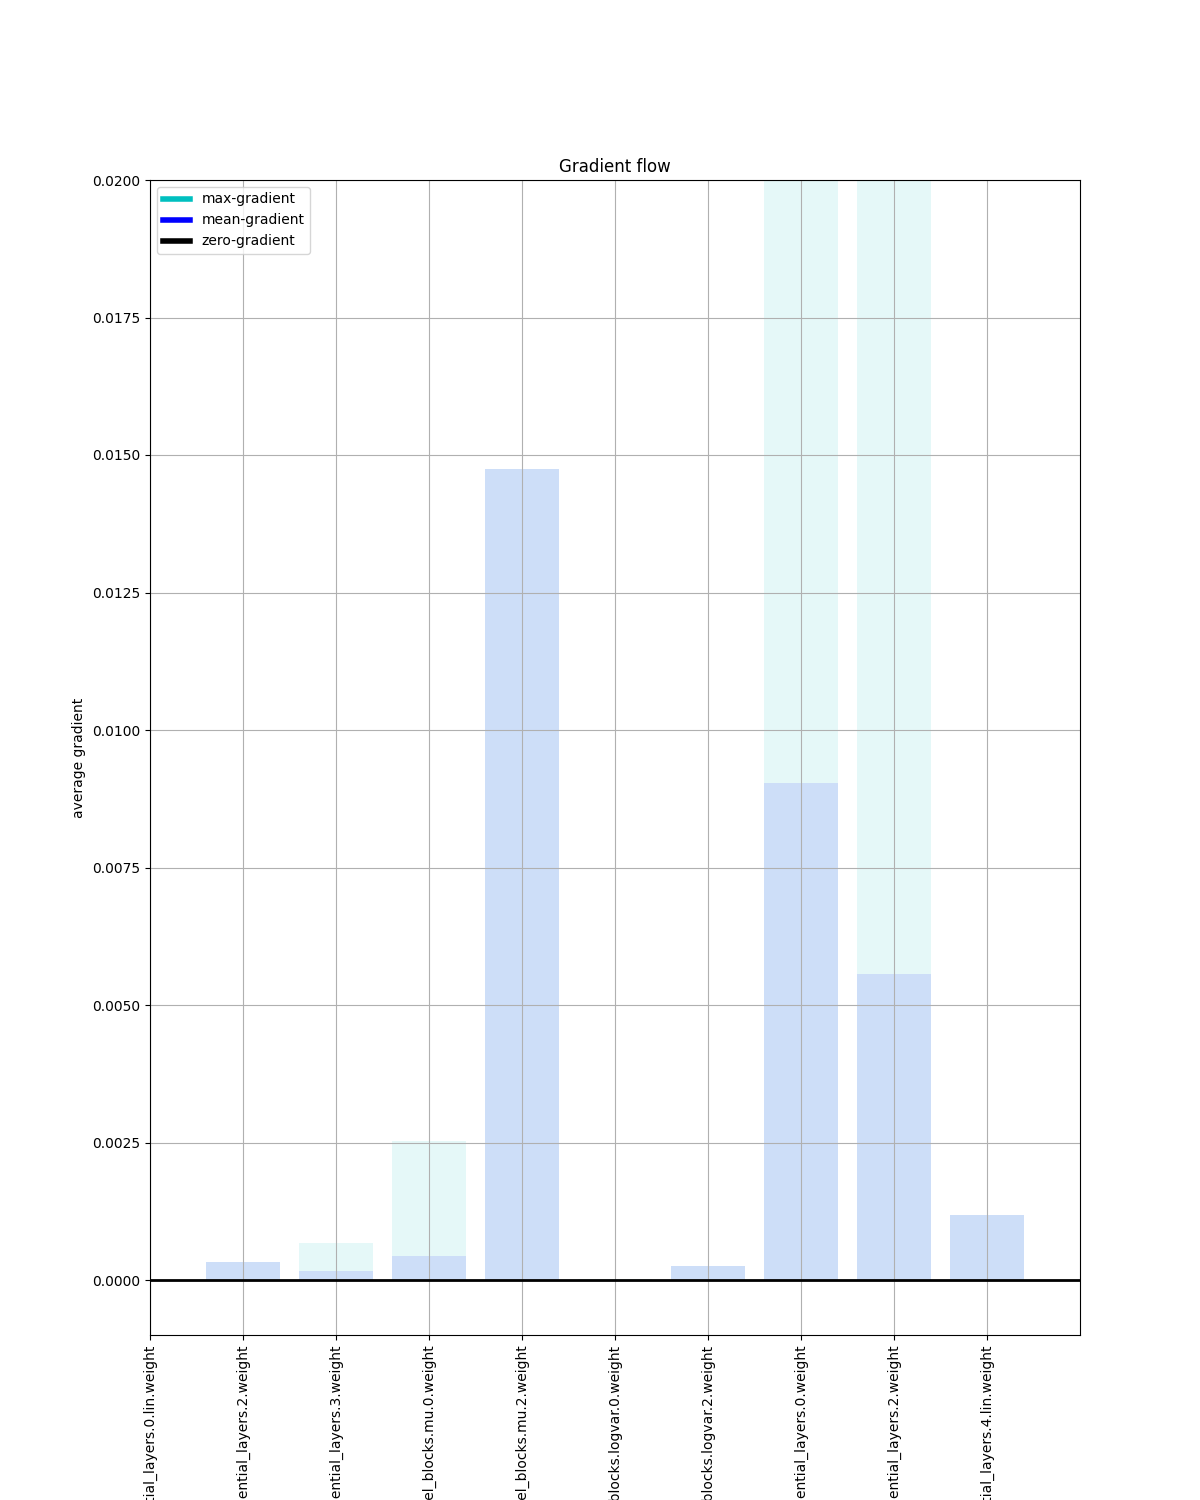 Gradient flow
max-gradient
mean-gradient
zero-gradient
0.0200
0.0175
0.0150
0.0125
0.0100
0.0075
0.0050
0.0025
0.0000
average gradient
tial_layers.0.lin.weight
ential_layers.2.weight
ential_layers.3.weight
el_blocks.mu.0.weight
el_blocks.mu.2.weight
blocks.logvar.0.weight
blocks.logvar.2.weight
ential_layers.0.weight
ential_layers.2.weight
tial_layers.4.lin.weight